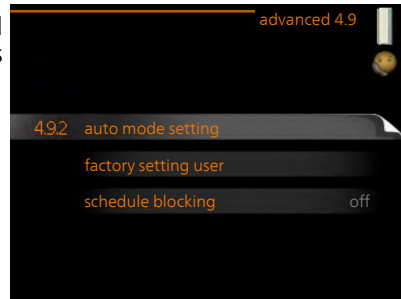 advanced 4.9
4.9.2 auto mode setting
factory setting user
schedule blocking off